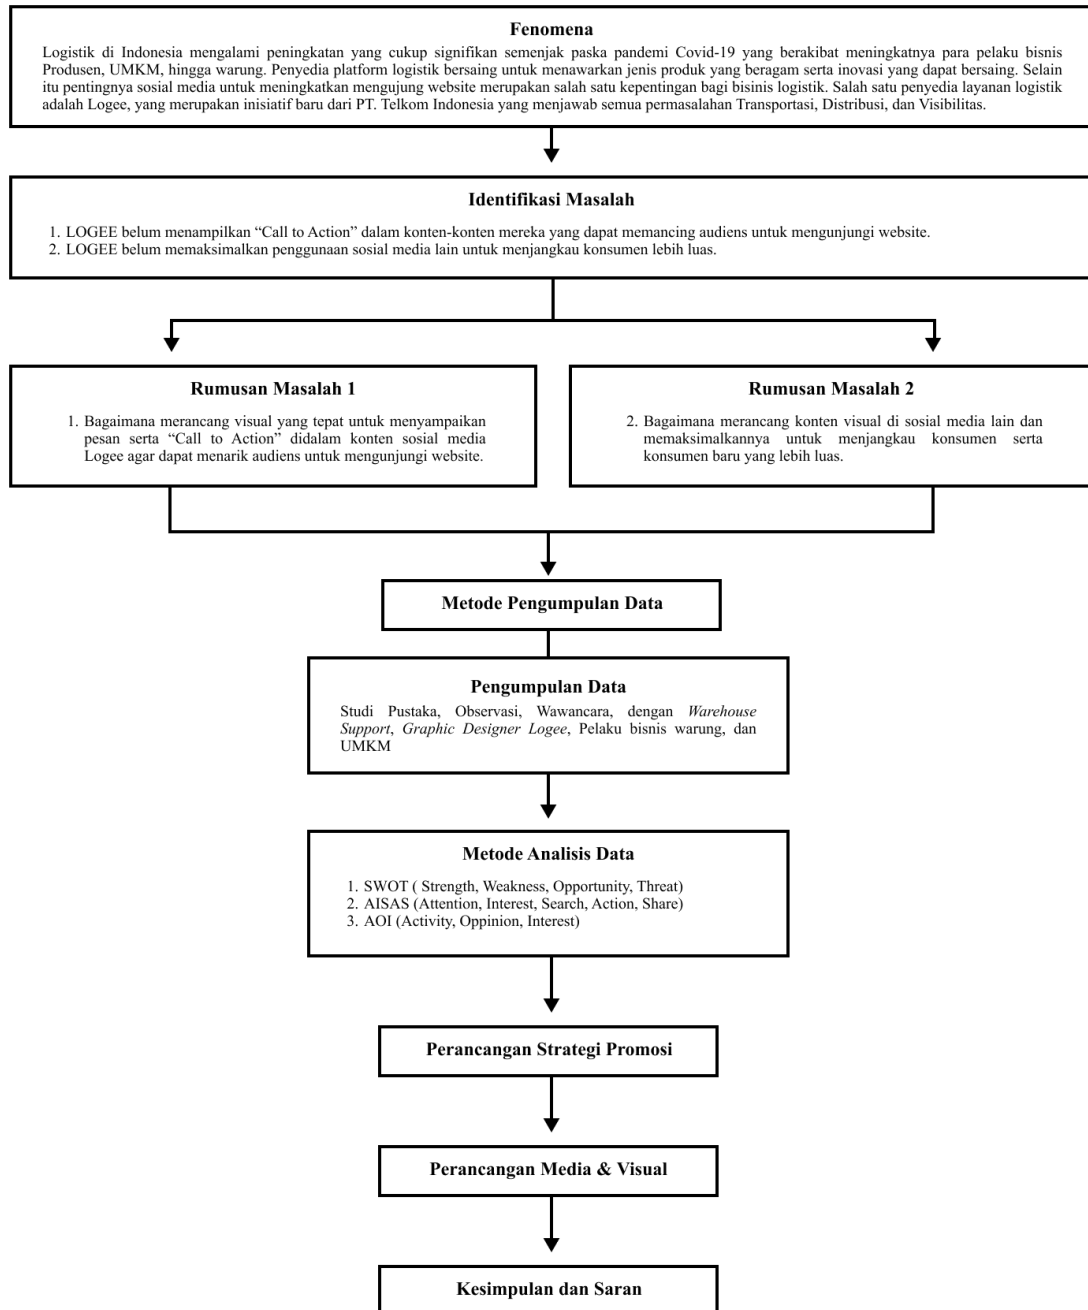 Fenomena
Logistik di Indonesia mengalami peningkatan yang cukup signifikan semenjak paska pandemi Covid-19 yang berakibat meningkatnya para pelaku bisnis
Produsen, UMKM, hingga warung. Penyedia platform logistik bersaing untuk menawarkan jenis produk yang beragam serta inovasi yang dapat bersaing. Selain
itu pentingnya sosial media untuk meningkatkan mengujung website merupakan salah satu kepentingan bagi bisinis logistik. Salah satu penyedia layanan logistik
adalah Logee, yang merupakan inisiatif baru dari PT. Telkom Indonesia yang menjawab semua permasalahan Transportasi, Distribusi, dan Visibilitas.
Identifikasi Masalah
1. LOGEE belum menampilkan “Call to Action” dalam konten-konten mereka yang dapat memancing audiens untuk mengunjungi website.
2. LOGEE belum memaksimalkan penggunaan sosial media lain untuk menjangkau konsumen lebih luas.
Rumusan Masalah 1
1. Bagaimana merancang visual yang tepat untuk menyampaikan
pesan serta “Call to Action” didalam konten sosial media
Logee agar dapat menarik audiens untuk mengunjungi website.
Rumusan Masalah 2
2. Bagaimana merancang konten visual di sosial media lain dan
memaksimalkannya untuk menjangkau konsumen serta
konsumen baru yang lebih luas.
Metode Pengumpulan Data
Pengumpulan Data
Studi Pustaka, Observasi, Wawancara, dengan Warehouse
Support, Graphic Designer Logee, Pelaku bisnis warung, dan
UMKM
Metode Analisis Data
1. SWOT ( Strength, Weakness, Opportunity, Threat)
2. AISAS (Attention, Interest, Search, Action, Share)
3. AOI (Activity, Oppinion, Interest)
Perancangan Strategi Promosi
Perancangan Media & Visual
Kesimpulan dan Saran